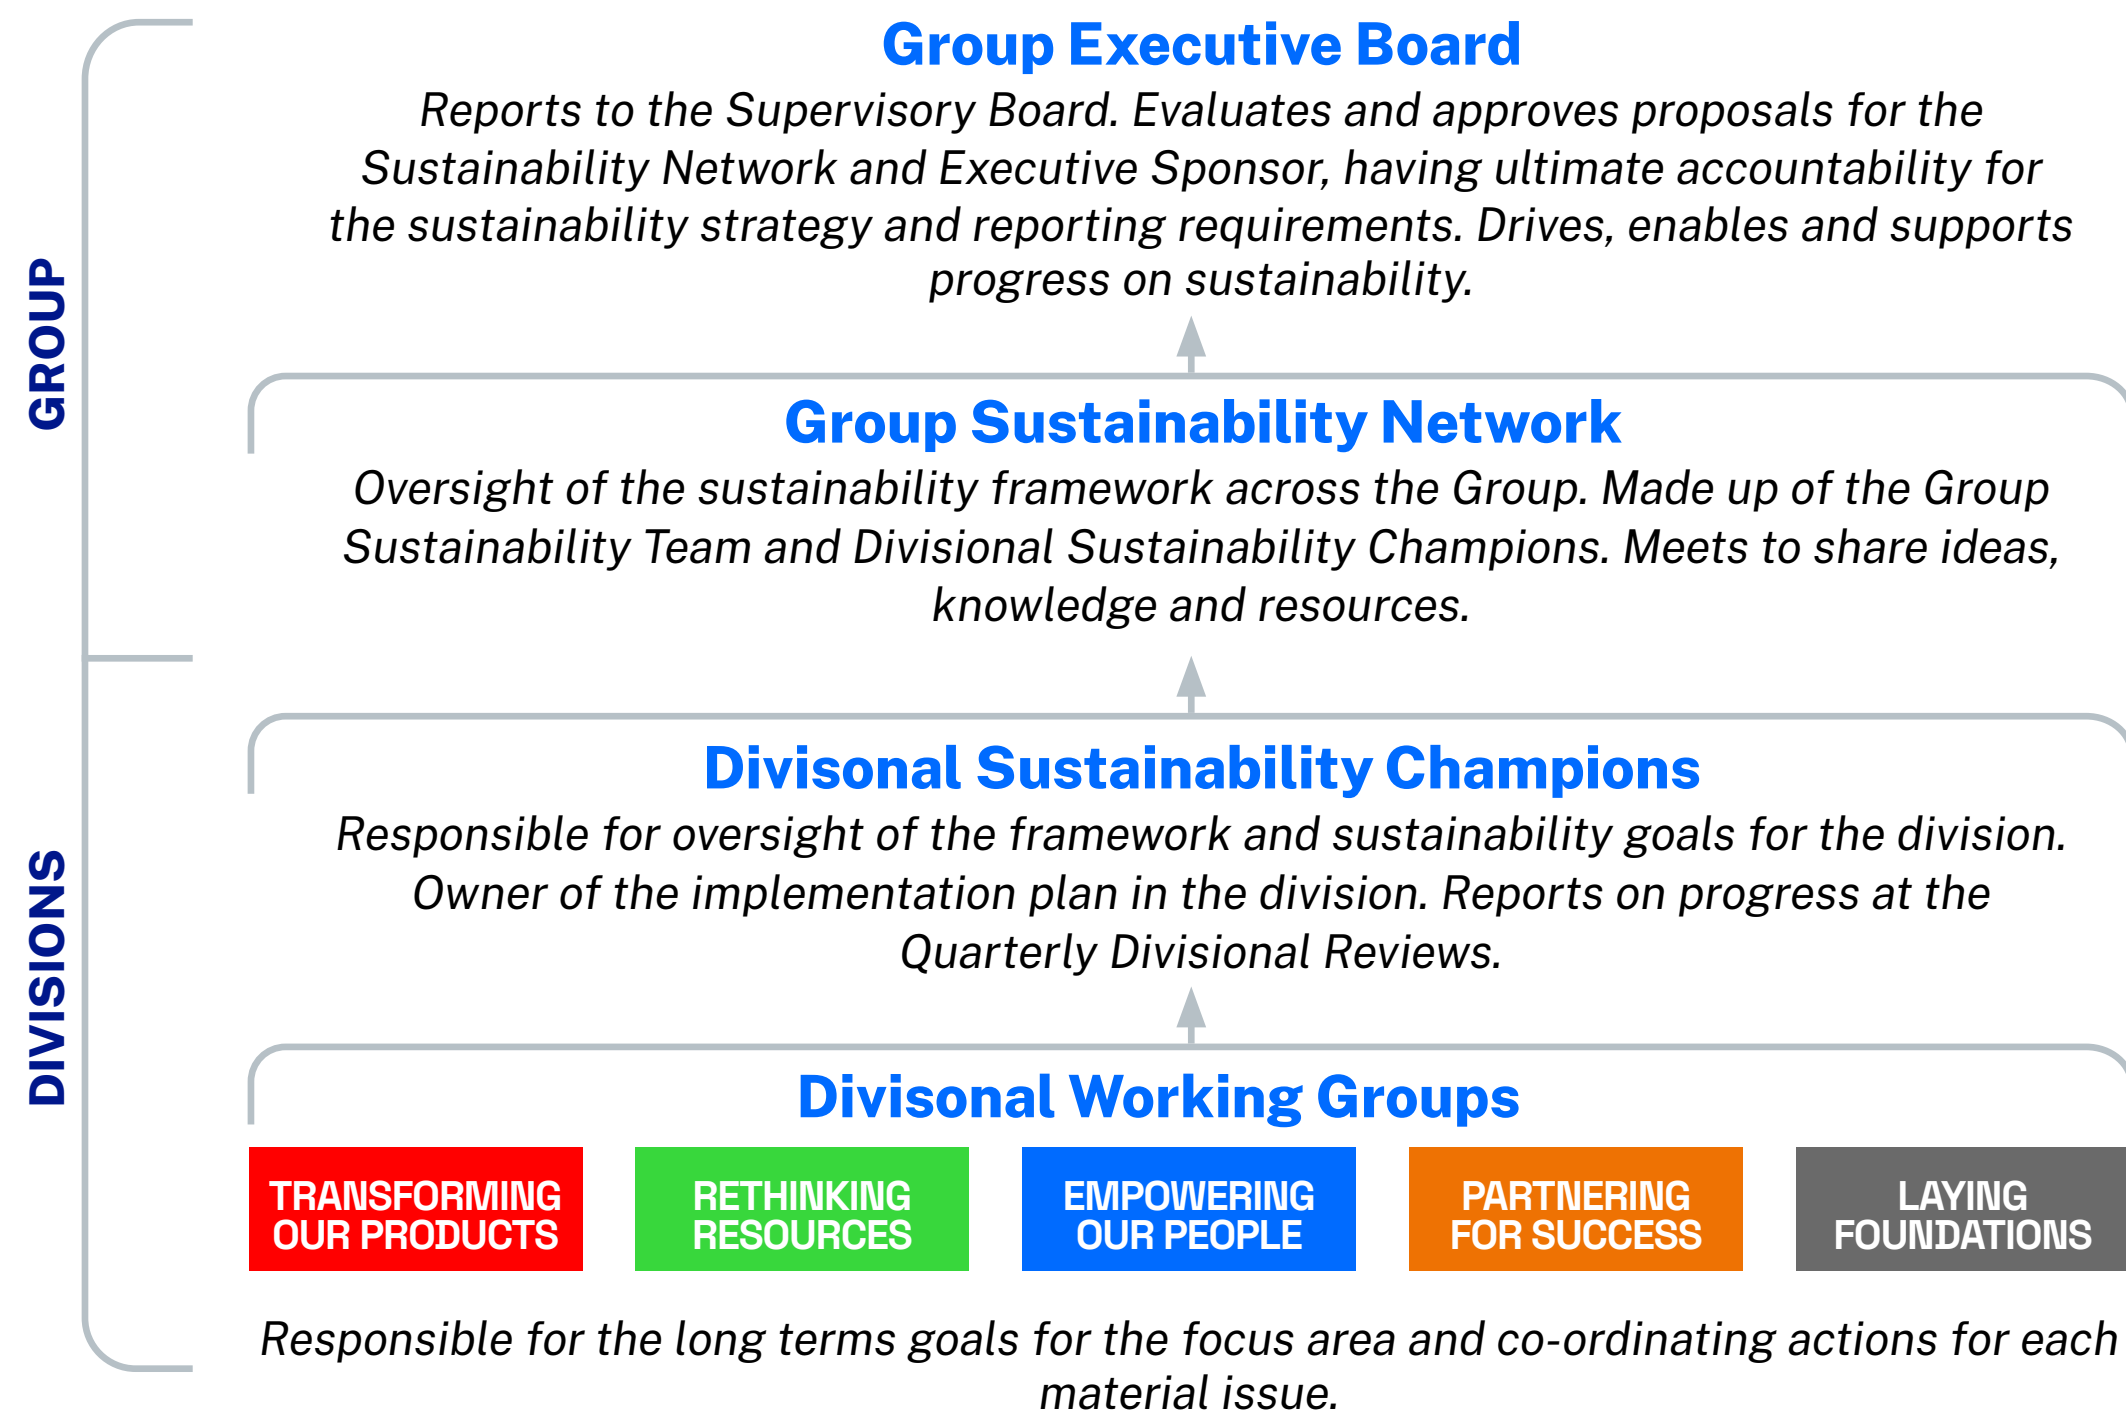 GROUP
Group Executive Board
Reports to the Supervisory Board. Evaluates and approves proposals for the
Sustainability Network and Executive Sponsor, having ultimate accountability for
the sustainability strategy and reporting requirements. Drives, enables and supports
progress on sustainability.
Group Sustainability Network
Oversight of the sustainability framework across the Group. Made up of the Group
Sustainability Team and Divisional Sustainability Champions. Meets to share ideas,
knowledge and resources.
DIVISIONS
Divisonal Sustainability Champions
Responsible for oversight of the framework and sustainability goals for the division.
Owner of the implementation plan in the division. Reports on progress at the
Quarterly Divisional Reviews.
Divisonal Working Groups
TRANSFORMING
OUR PRODUCTS
RETHINKING
RESOURCES
EMPOWERING
OUR PEOPLE
PARTNERING
FOR SUCCESS
LAYING
FOUNDATIONS
Responsible for the long terms goals for the focus area and co-ordinating actions for each
material issue.